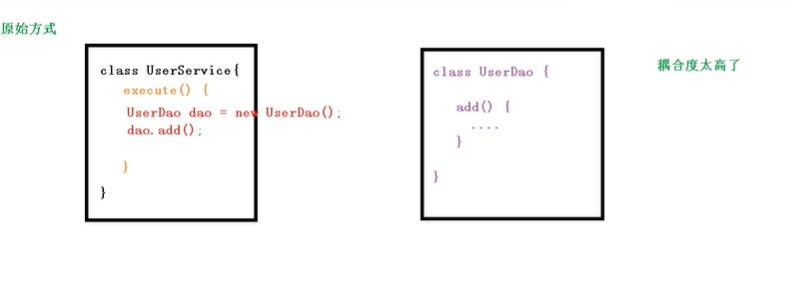 原始方式
class UserService{
execute() {
UserDao dao = new UserDao();
dao.add();
}
}
class UserDao {
add() {
....
}
}
耦合度太高了